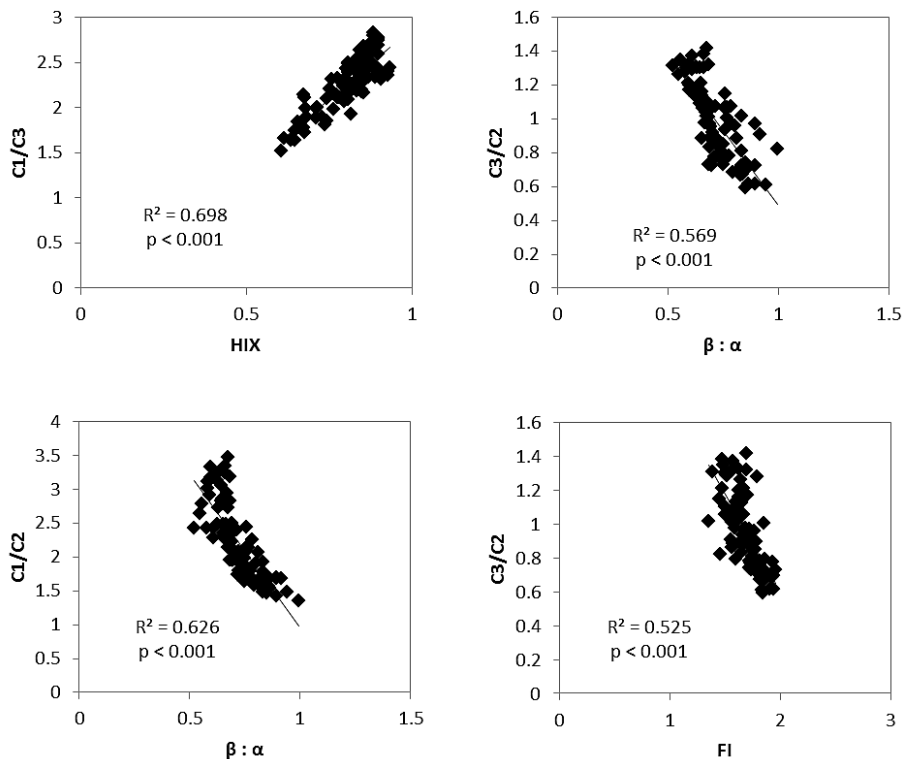 3
2.5
2
1.5
1
0.5
0
C1/C3
R² = 0.698
p < 0.001
0 0.5 1
HIX
1.6
1.4
1.2
1
0.8
0.6
0.4
0.2
0
C3/C2
R² = 0.569
p < 0.001
0 0.5 1 1.5
β : α
4
3.5
3
2.5
2
1.5
1
0.5
0
C1/C2
R² = 0.626
p < 0.001
0 0.5 1 1.5
β : α
1.6
1.4
1.2
1
0.8
0.6
0.4
0.2
0
C3/C2
R² = 0.525
p < 0.001
0 1 2 3
FI